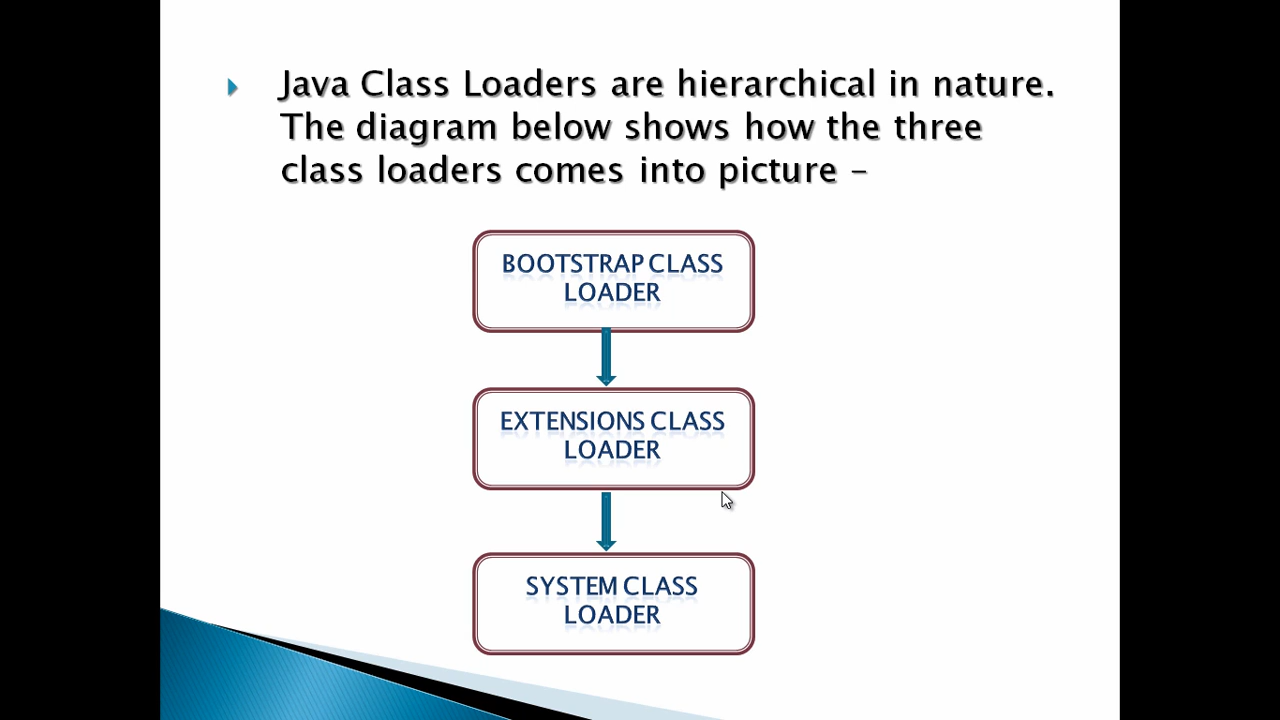 Java Class Loaders are hierarchical in nature.
The diagram below shows how the three
class loaders comes into picture –
BOOTSTRAP CLASS
LOADER
EXTENSIONS CLASS
LOADER
SYSTEM CLASS
LOADER